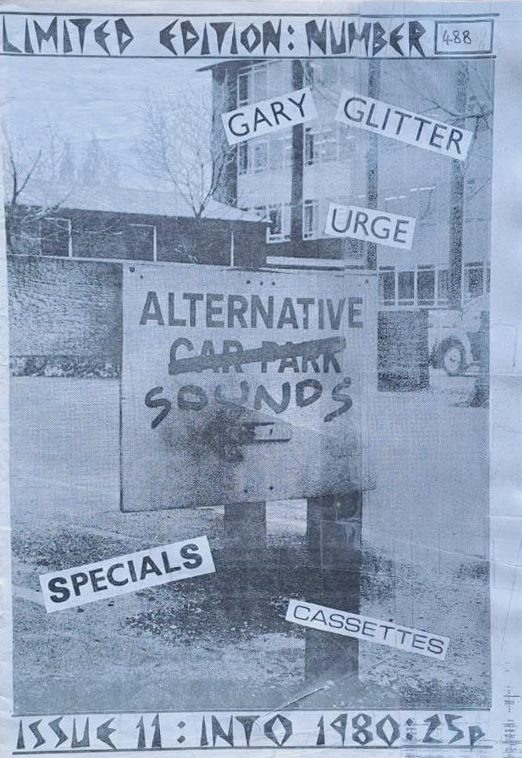 LIMITED EDITION: NUMBER 488
GARY GLITTER
URGE
ALTERNATIVE
CAR PARK
SOUNDS
SPECIALS
CASSETTES
ISSUE 11: INTO 1980: 25p